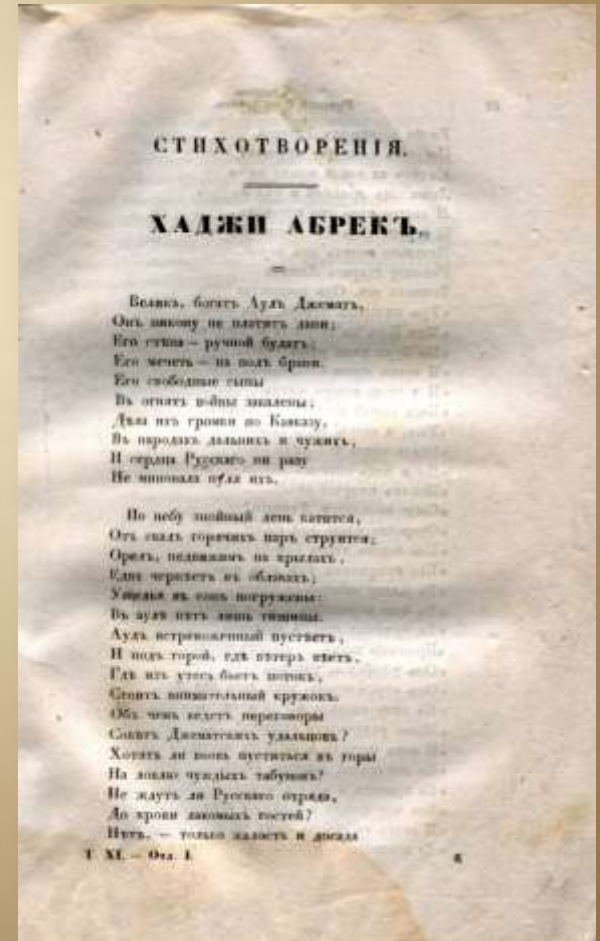 СТИХОТВОРЕНІЯ.
ХАДЖИ АБРЕКЪ.
Великъ, богатъ Аулъ Джематъ,
Онъ никому не платитъ дани;
Его стѣна — ручной булатъ;
Его мечеть — на полѣ брани.
Его свободные сыны
Въ огняхъ войны закалены;
Дѣла ихъ громки по Кавказу,
Въ народахъ дальнихъ и чужихъ,
И сердца Русскаго ни разу
Не миновала пуля ихъ.
По небу знойный день катится,
Отъ скалъ горячихъ паръ струится;
Орелъ, недвижимъ на крылахъ,
Едва чернѣетъ въ облакахъ;
Ущелья въ сонъ погружены:
Въ аулѣ нѣтъ лишь тишины.
Аулъ встревоженный пустѣетъ,
И подъ горой, гдѣ вѣтеръ вѣетъ,
Гдѣ изъ утеса бьетъ потокъ,
Стоитъ внимательный кружокъ.
Объ чемъ ведетъ переговоры
Совѣтъ Джематскихъ удальцовъ?
Хотятъ ли вновь пуститься въ горы
На ловлю чуждыхъ табуновъ?
Не ждутъ ли Русскаго отряда,
До крови лакомыхъ гостей?
Нѣтъ, — только жалость и досада
Т. XI. — Отд. I.